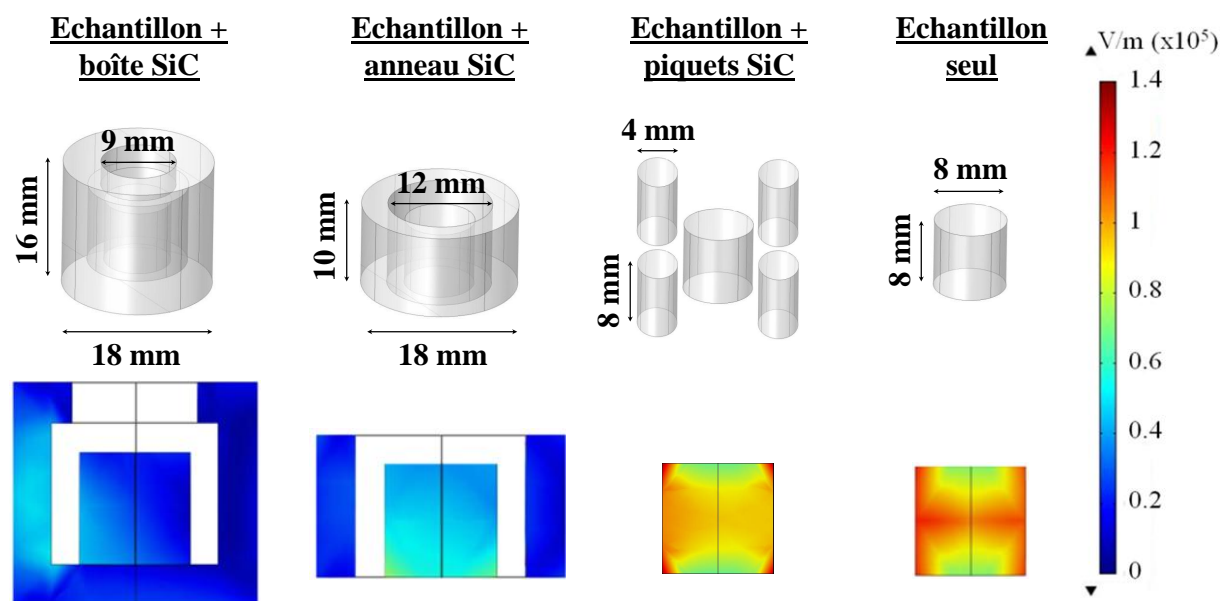 Echantillon +
boîte SiC
Echantillon +
anneau SiC
Echantillon +
piquets SiC
Echantillon
seul
V/m (x10⁵)
1.4
1.2
1
0.8
0.6
0.4
0.2
0
9 mm
16 mm
18 mm
12 mm
10 mm
18 mm
4 mm
8 mm
8 mm
8 mm